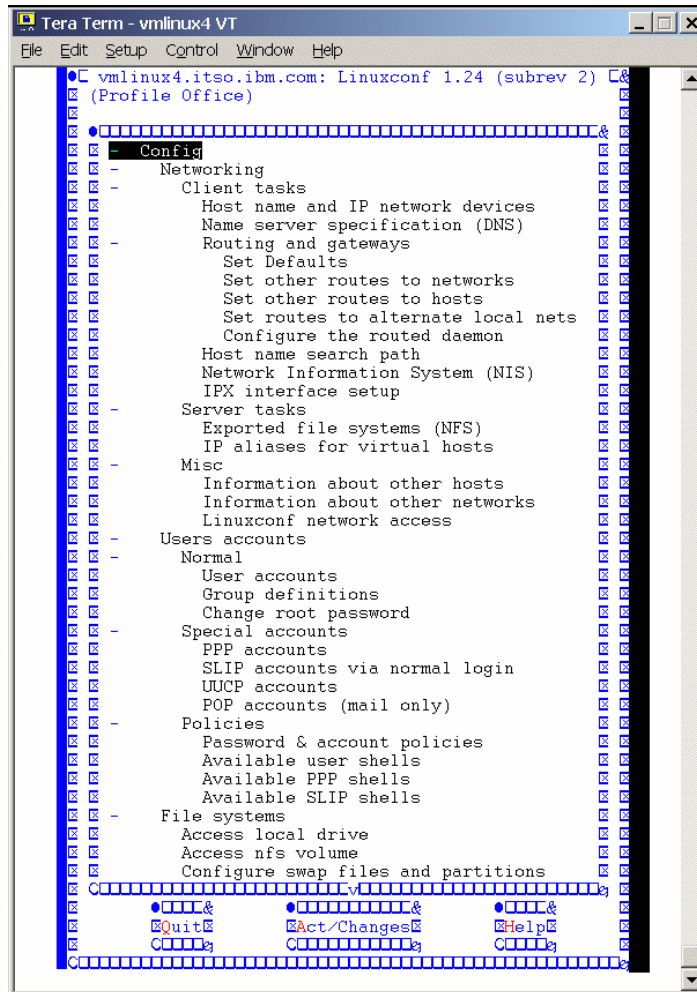 Tera Term - vmlinux4 VT
File Edit Setup Control Window Help
vmlinux4.itso.ibm.com: Linuxconf 1.24 (subrev 2)
(Profile Office)
- Config
- Networking
- Client tasks
Host name and IP network devices
Name server specification (DNS)
- Routing and gateways
Set Defaults
Set other routes to networks
Set other routes to hosts
Set routes to alternate local nets
Configure the routed daemon
Host name search path
Network Information System (NIS)
IPX interface setup
- Server tasks
Exported file systems (NFS)
IP aliases for virtual hosts
- Misc
Information about other hosts
Information about other networks
Linuxconf network access
- Users accounts
- Normal
User accounts
Group definitions
Change root password
- Special accounts
PPP accounts
SLIP accounts via normal login
UUCP accounts
POP accounts (mail only)
- Policies
Password & account policies
Available user shells
Available PPP shells
Available SLIP shells
- File systems
Access local drive
Access nfs volume
Configure swap files and partitions
Quit Act/Changes Help